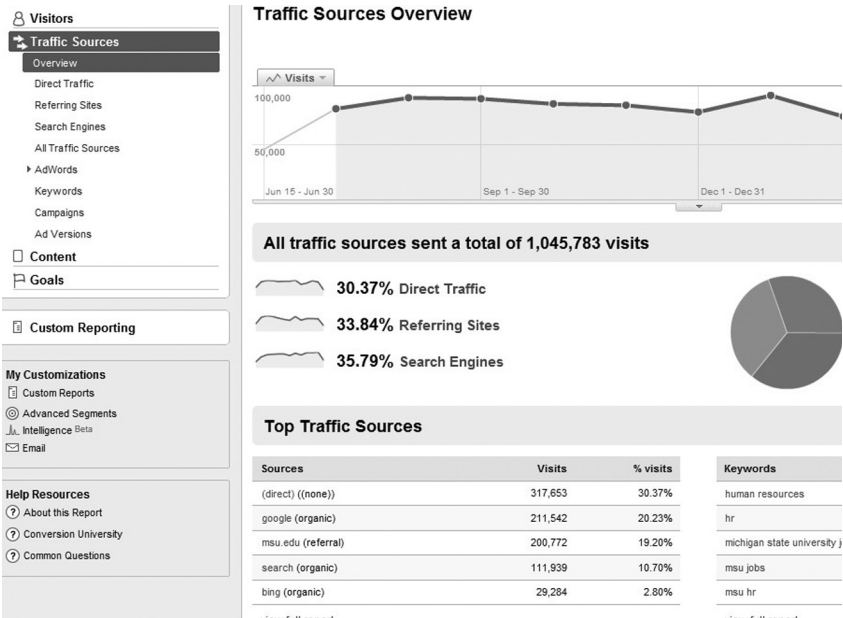 Visitors
Traffic Sources
Overview
Direct Traffic
Referring Sites
Search Engines
All Traffic Sources
AdWords
Keywords
Campaigns
Ad Versions
Content
Goals
Custom Reporting
My Customizations
Custom Reports
Advanced Segments
Intelligence Beta
Email
Help Resources
About this Report
Conversion University
Common Questions
Traffic Sources Overview
Visits
100,000
50,000
Jun 15 - Jun 30 Sep 1 - Sep 30 Dec 1 - Dec 31
All traffic sources sent a total of 1,045,783 visits
30.37% Direct Traffic
33.84% Referring Sites
35.79% Search Engines
Top Traffic Sources
Sources Visits % visits Keywords
(direct) ((none)) 317,653 30.37% human resources
google (organic) 211,542 20.23% hr
msu.edu (referral) 200,772 19.20% michigan state university
search (organic) 111,939 10.70% msu jobs
bing (organic) 29,284 2.80% msu hr